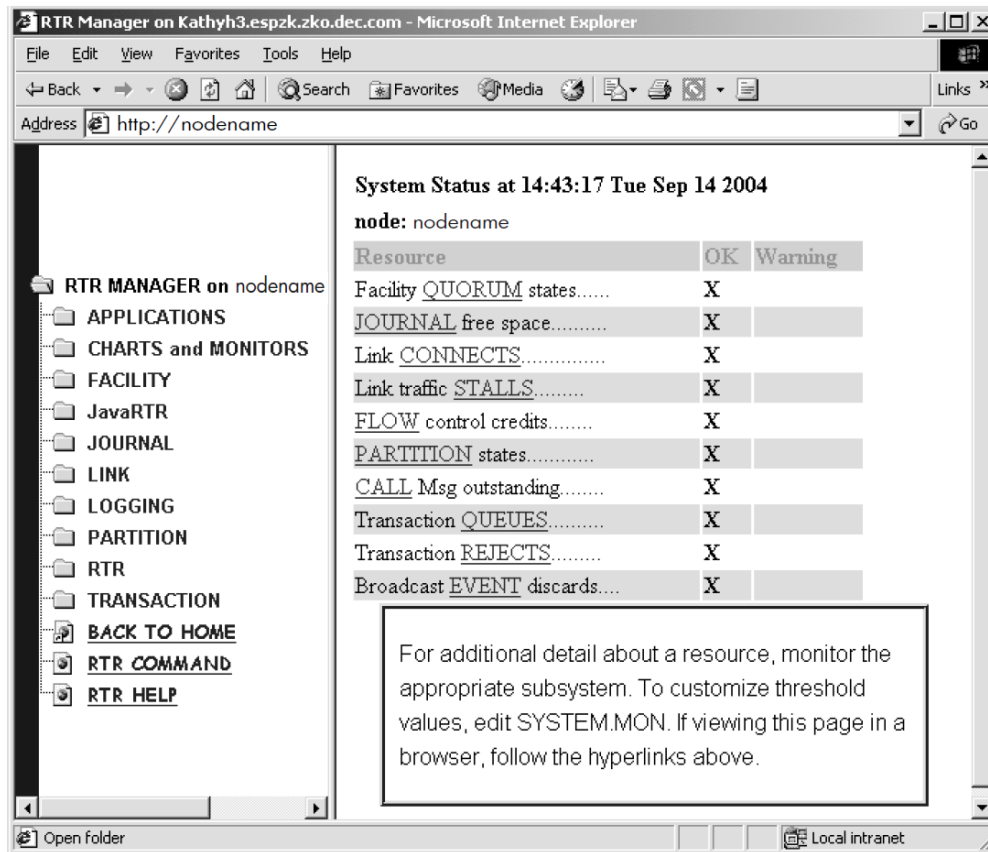 RTR Manager on Kathyh3.espzk.zko.dec.com - Microsoft Internet Explorer
File Edit View Favorites Tools Help
Back Search Favorites Media Links »
Address http://nodename Go
RTR MANAGER on nodename
APPLICATIONS
CHARTS and MONITORS
FACILITY
JavaRTR
JOURNAL
LINK
LOGGING
PARTITION
RTR
TRANSACTION
BACK TO HOME
RTR COMMAND
RTR HELP
System Status at 14:43:17 Tue Sep 14 2004
node: nodename
Resource OK Warning
Facility QUORUM states...... X
JOURNAL free space.......... X
Link CONNECTS............... X
Link traffic STALLS......... X
FLOW control credits........ X
PARTITION states............ X
CALL Msg outstanding........ X
Transaction QUEUES.......... X
Transaction REJECTS......... X
Broadcast EVENT discards.... X
For additional detail about a resource, monitor the
appropriate subsystem. To customize threshold
values, edit SYSTEM.MON. If viewing this page in a
browser, follow the hyperlinks above.
Open folder Local intranet